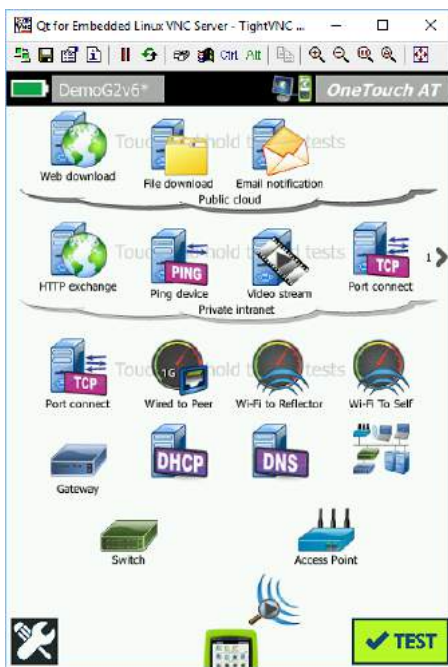 Qt for Embedded Linux VNC Server - TightVNC ...
Ctrl Alt
DemoG2v6*
OneTouch AT
Web download
File download
Email notification
Public cloud
HTTP exchange
PING
Ping device
Video stream
TCP
Port connect
1
Private intranet
TCP
Port connect
1G
Wired to Peer
Wi-Fi to Reflector
Wi-Fi To Self
Gateway
DHCP
DNS
Switch
Access Point
TEST